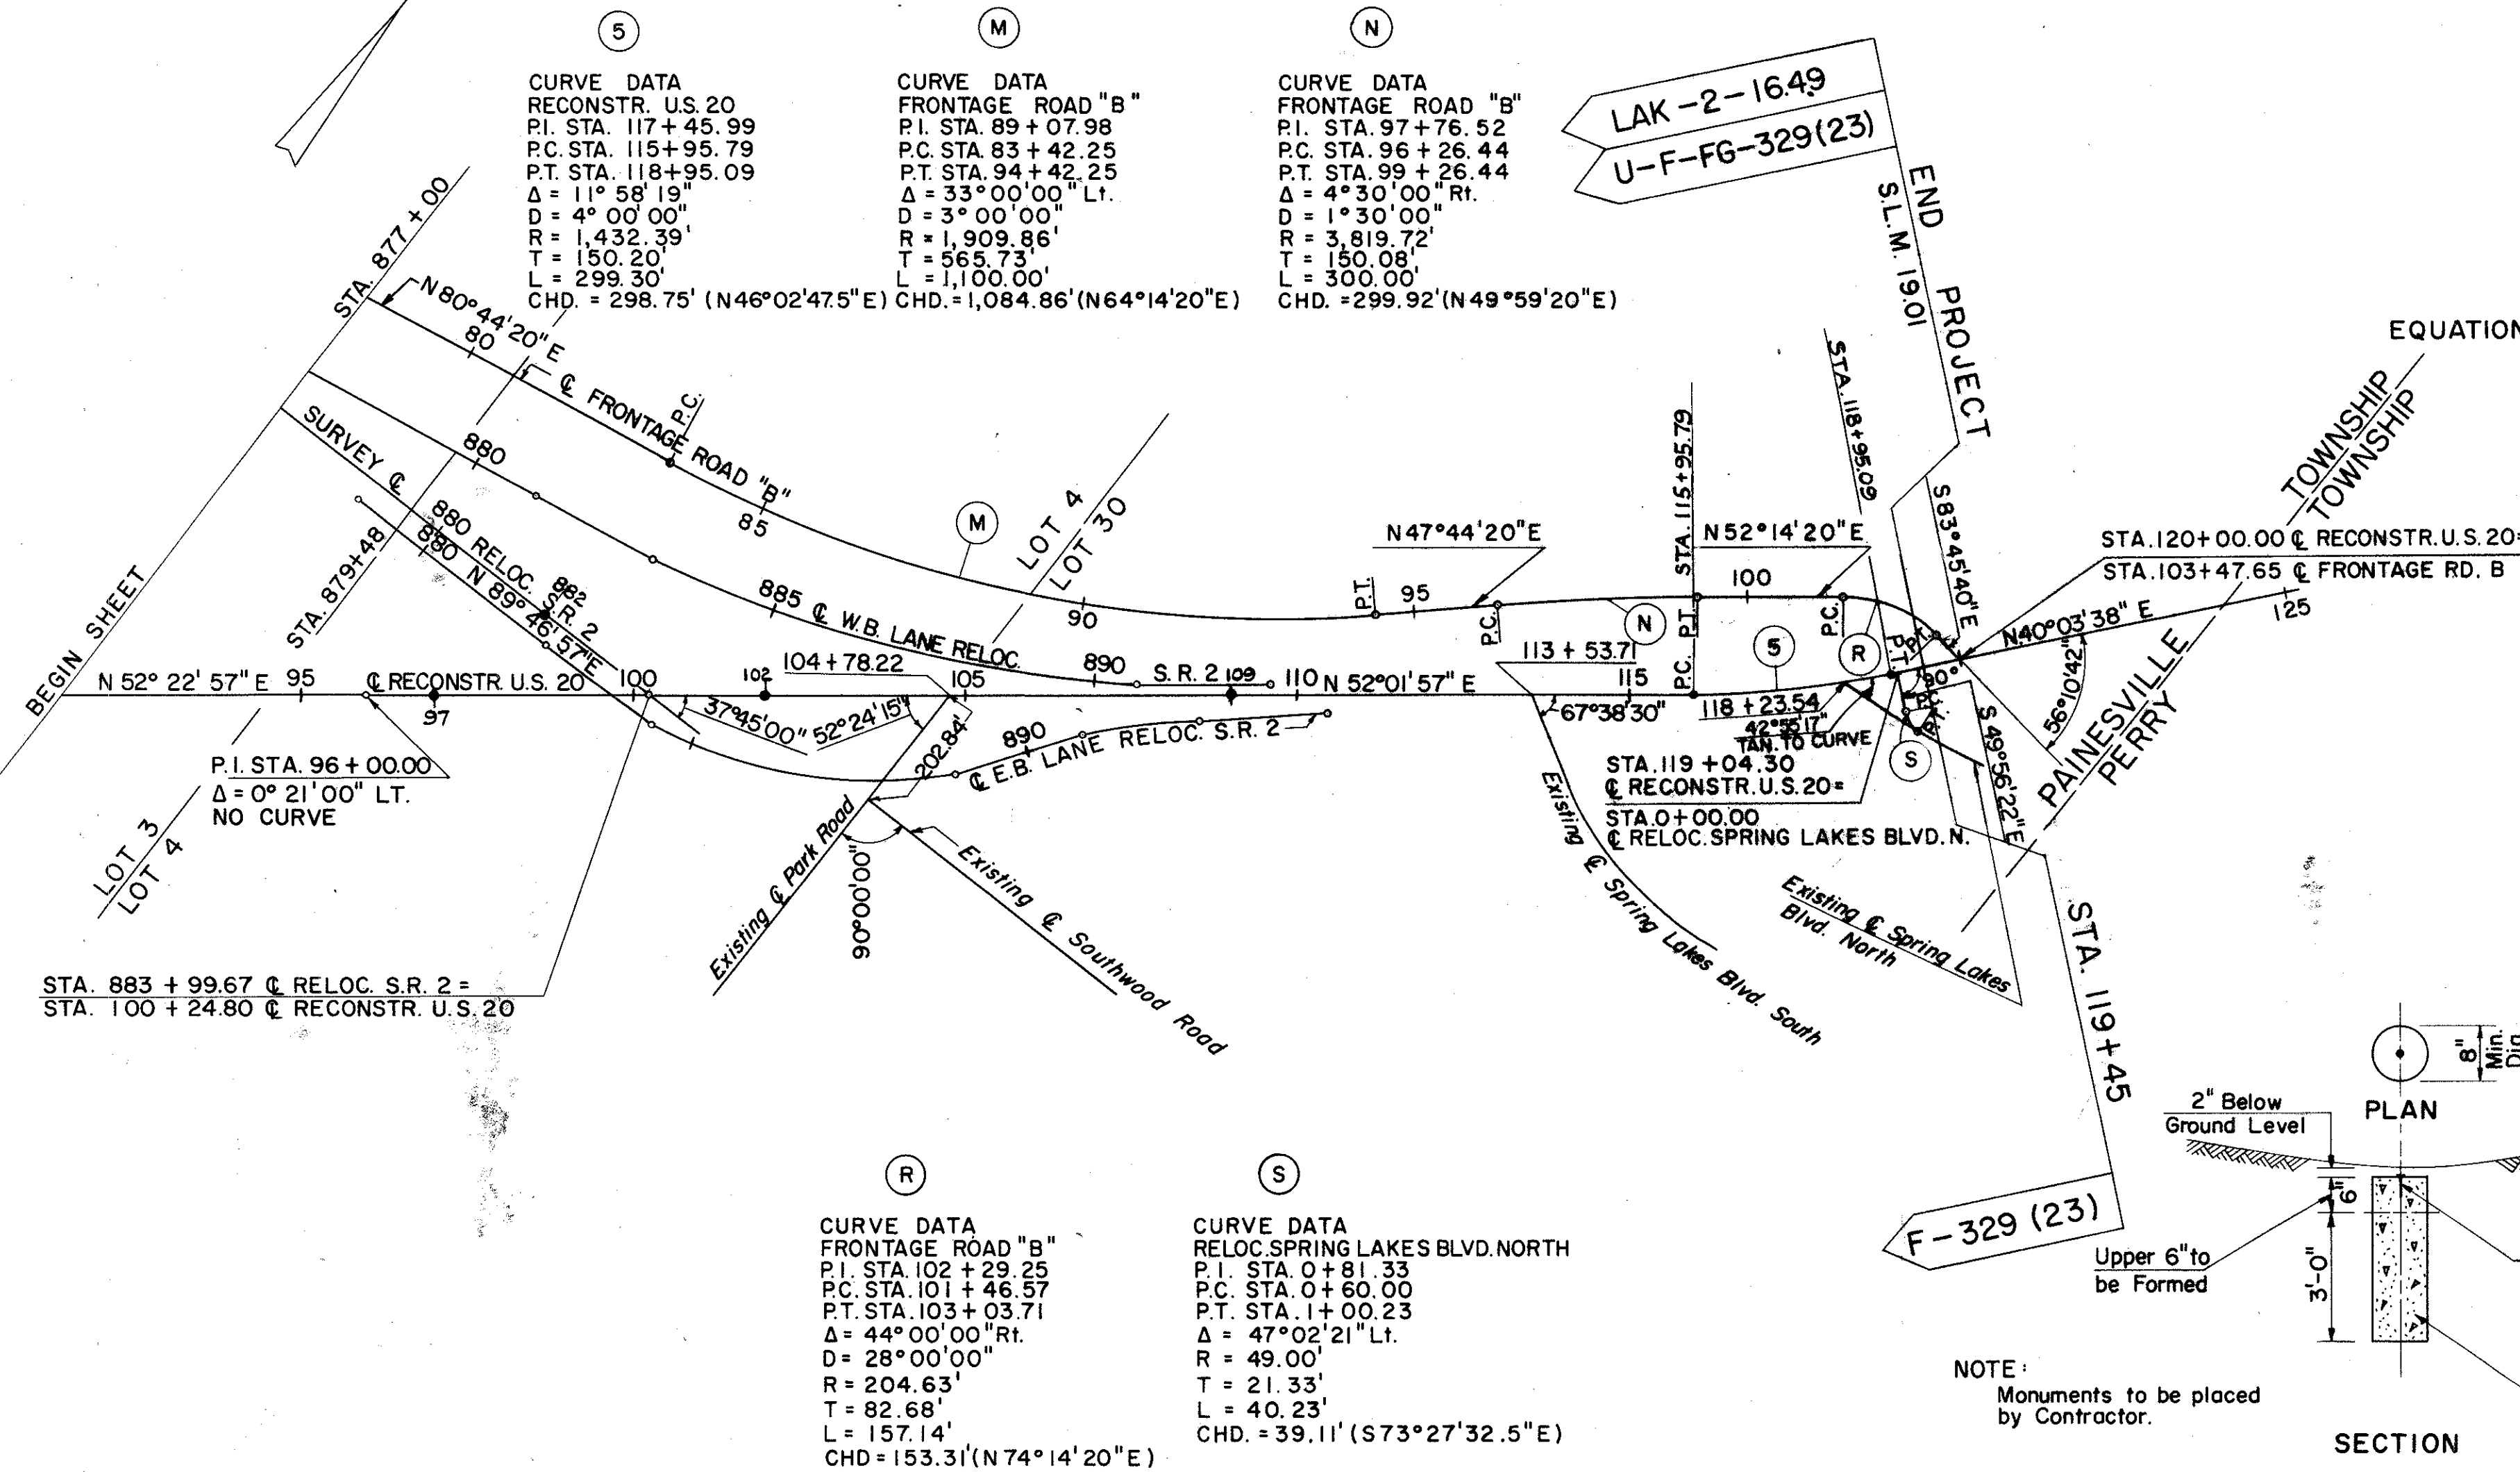 5
CURVE DATA
RECONSTR. U.S. 20
P.I. STA. 117+45.99
P.C. STA. 115+95.79
P.T. STA. 118+95.09
Δ = 11° 58' 19"
D = 4° 00' 00"
R = 1,432.39'
T = 150.20'
L = 299.30'
CHD. = 298.75' (N46°02'47.5"E)
M
CURVE DATA
FRONTAGE ROAD "B"
P.I. STA. 89+07.98
P.C. STA. 83+42.25
P.T. STA. 94+42.25
Δ = 33°00'00" Lt.
D = 3°00'00"
R = 1,909.86'
T = 565.73'
L = 1,100.00'
CHD. = 1,084.86' (N64°14'20"E)
N
CURVE DATA
FRONTAGE ROAD "B"
P.I. STA. 97+76.52
P.C. STA. 96+26.44
P.T. STA. 99+26.44
Δ = 4°30'00" Rt.
D = 1°30'00"
R = 3,819.72'
T = 150.08'
L = 300.00'
CHD. = 299.92' (N49°59'20"E)
LAK-2-16.49
U-F-FG-329(23)
END PROJECT
S.L.M. 19.01
EQUATION
STA. 877+00
N80°44'20"E
80
℄ FRONTAGE ROAD "B"
P.C.
85
M
LOT 4
LOT 30
90
P.T.
95
N47°44'20"E
P.C.
N
STA. 115+95.79
P.T.
P.C.
N52°14'20"E
100
P.C.
STA. 118+95.09
R
P.T.
P.T.
S83°45'40"E
TOWNSHIP
TOWNSHIP
STA. 120+00.00 ℄ RECONSTR. U.S. 20=
STA. 103+47.65 ℄ FRONTAGE RD. B
N40°03'38"E
125
56°10'42"
90°
PAINESVILLE
PERRY
SURVEY ℄
880
880 RELOC. S.R. 2
880
N 89°46'57"E
882
STA. 879+48
BEGIN SHEET
885 ℄ W.B. LANE RELOC.
890
S.R. 2
N 52° 22' 57" E
95
℄ RECONSTR. U.S. 20
97
100
102
104+78.22
105
109
110
N 52°01'57"E
113+53.71
115
67°38'30"
5
118+23.54
42°55'17"
TAN. TO CURVE
P.C.
P.T.
S
S 49°56'22"E
37°45'00"
52°24'15"
202.84'
890
℄ E.B. LANE RELOC. S.R. 2
P.I. STA. 96+00.00
Δ = 0° 21' 00" LT.
NO CURVE
LOT 3
LOT 4
STA. 119+04.30
℄ RECONSTR. U.S. 20=
STA. 0+00.00
℄ RELOC. SPRING LAKES BLVD. N.
Existing ℄ Park Road
90°00'00"
Existing ℄ Southwood Road
Existing ℄ Spring Lakes Blvd. South
Existing ℄ Spring Lakes
Blvd. North
STA. 883+99.67 ℄ RELOC. S.R. 2 =
STA. 100+24.80 ℄ RECONSTR. U.S. 20
STA. 119+45
F-329 (23)
R
CURVE DATA
FRONTAGE ROAD "B"
P.I. STA. 102+29.25
P.C. STA. 101+46.57
P.T. STA. 103+03.71
Δ = 44°00'00" Rt.
D = 28°00'00"
R = 204.63'
T = 82.68'
L = 157.14'
CHD = 153.31' (N 74°14'20"E)
S
CURVE DATA
RELOC. SPRING LAKES BLVD. NORTH
P.I. STA. 0+81.33
P.C. STA. 0+60.00
P.T. STA. 1+00.23
Δ = 47°02'21" Lt.
R = 49.00'
T = 21.33'
L = 40.23'
CHD. = 39.11' (S73°27'32.5"E)
8"
Min.
PLAN
2" Below
Ground Level
6"
3'-0"
Upper 6" to
be Formed
NOTE:
Monuments to be placed
by Contractor.
SECTION